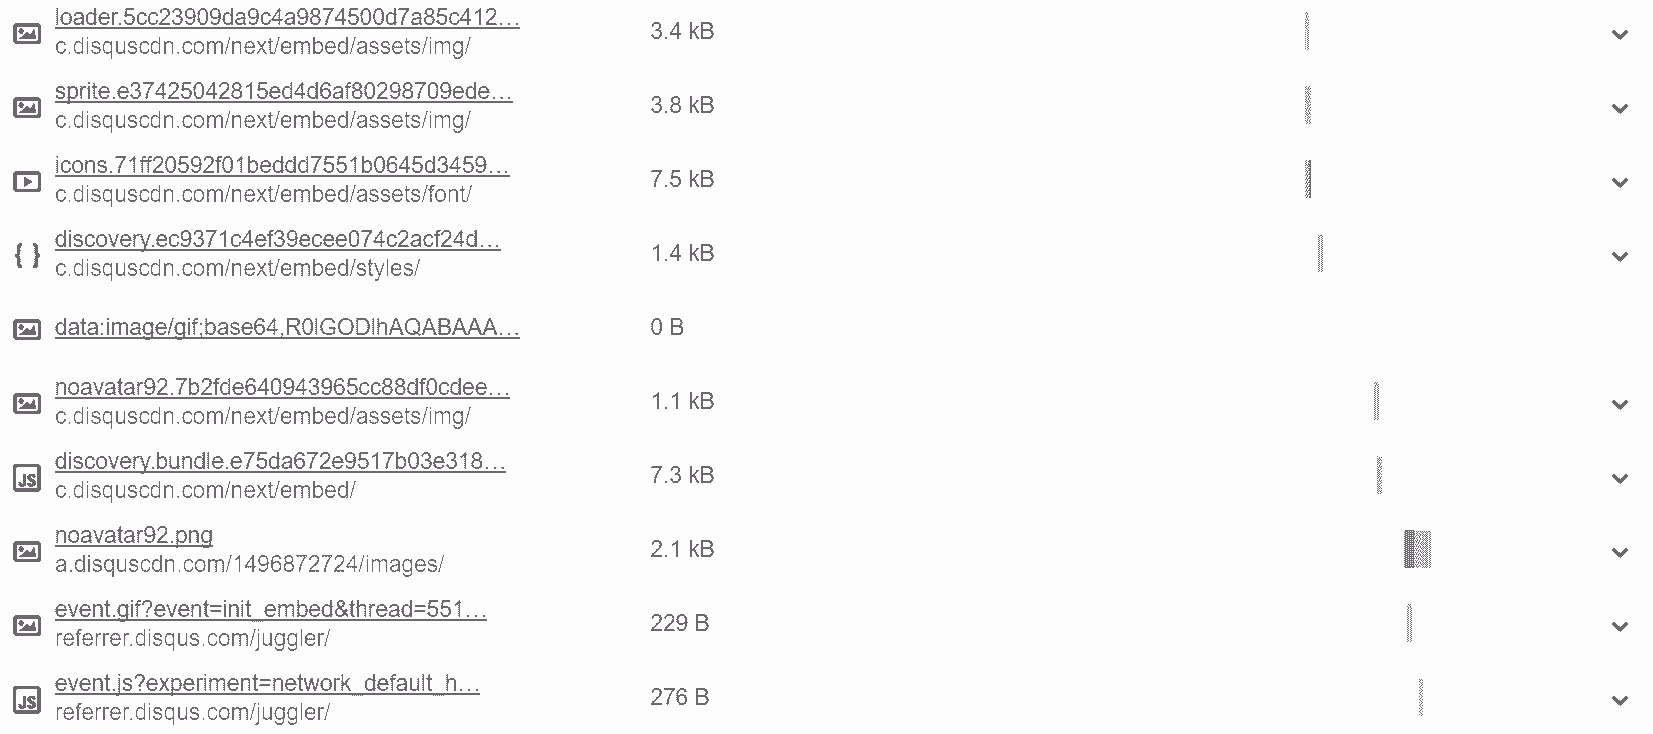 loader.5cc23909da9c4a9874500d7a85c412… 3.4 kB
c.disquscdn.com/next/embed/assets/img/
sprite.e37425042815ed4d6af80298709ede… 3.8 kB
c.disquscdn.com/next/embed/assets/img/
icons.71ff20592f01beddd7551b0645d3459… 7.5 kB
c.disquscdn.com/next/embed/assets/font/
{ } discovery.ec9371c4ef39ecee074c2acf24d… 1.4 kB
c.disquscdn.com/next/embed/styles/
data:image/gif;base64,R0lGODlhAQABAAA… 0 B
noavatar92.7b2fde640943965cc88df0cdee… 1.1 kB
c.disquscdn.com/next/embed/assets/img/
JS discovery.bundle.e75da672e9517b03e318… 7.3 kB
c.disquscdn.com/next/embed/
noavatar92.png 2.1 kB
a.disquscdn.com/1496872724/images/
event.gif?event=init_embed&thread=551… 229 B
referrer.disqus.com/juggler/
JS event.js?experiment=network_default_h… 276 B
referrer.disqus.com/juggler/